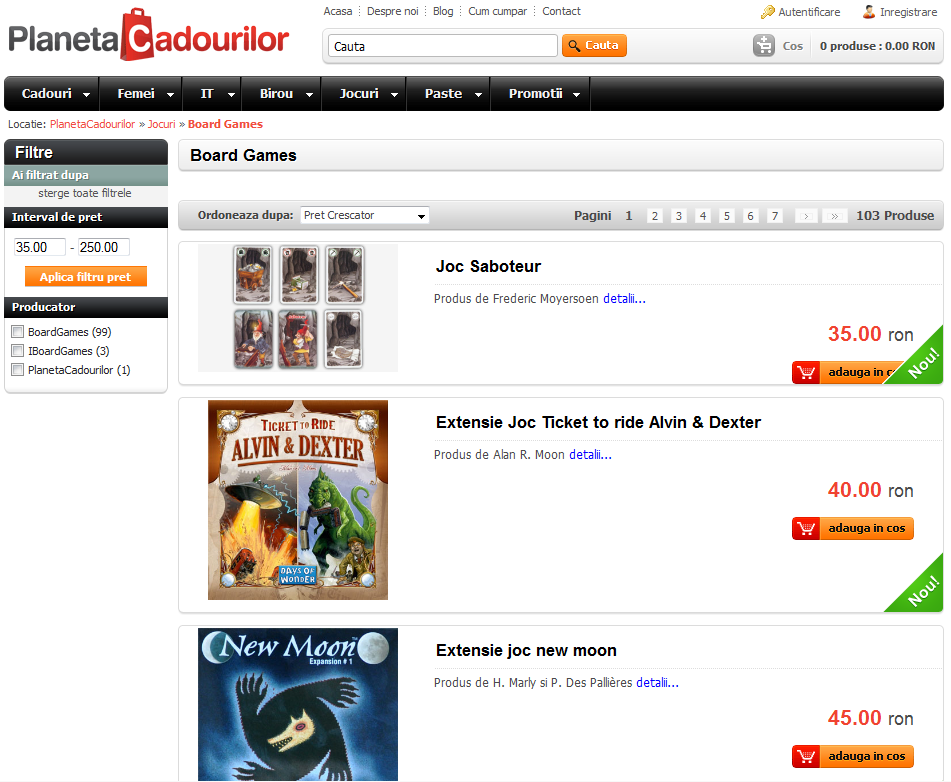 PlanetaCadourilor
Acasa Despre noi Blog Cum cumpar Contact
Autentificare Inregistrare
Cauta Cauta
Cos 0 produse : 0.00 RON
Cadouri Femei IT Birou Jocuri Paste Promotii
Locatie: PlanetaCadourilor » Jocuri » Board Games
Filtre
Ai filtrat dupa
sterge toate filtrele
Interval de pret
35.00 - 250.00
Aplica filtru pret
Producator
BoardGames (99)
IBoardGames (3)
PlanetaCadourilor (1)
Board Games
Ordoneaza dupa: Pret Crescator Pagini 1 2 3 4 5 6 7 › » 103 Produse
Joc Saboteur
Produs de Frederic Moyersoen detalii...
35.00 ron
adauga in c
Nou!
TICKET TO RIDE
ALVIN & DEXTER
DAYS OF
WONDER
Extensie Joc Ticket to ride Alvin & Dexter
Produs de Alan R. Moon detalii...
40.00 ron
adauga in cos
Nou!
New Moon
Expansion # 1
Extensie joc new moon
Produs de H. Marly si P. Des Pallières detalii...
45.00 ron
adauga in cos